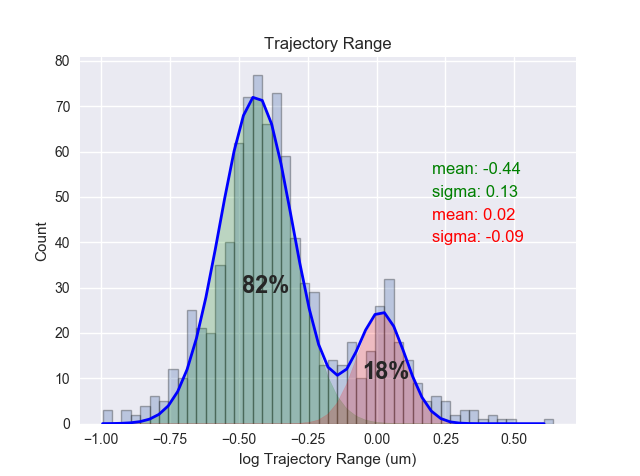 Trajectory Range
80
70
60
50
40
30
20
10
0
Count
mean: -0.44
sigma: 0.13
mean: 0.02
sigma: -0.09
82%
18%
-1.00 -0.75 -0.50 -0.25 0.00 0.25 0.50
log Trajectory Range (um)